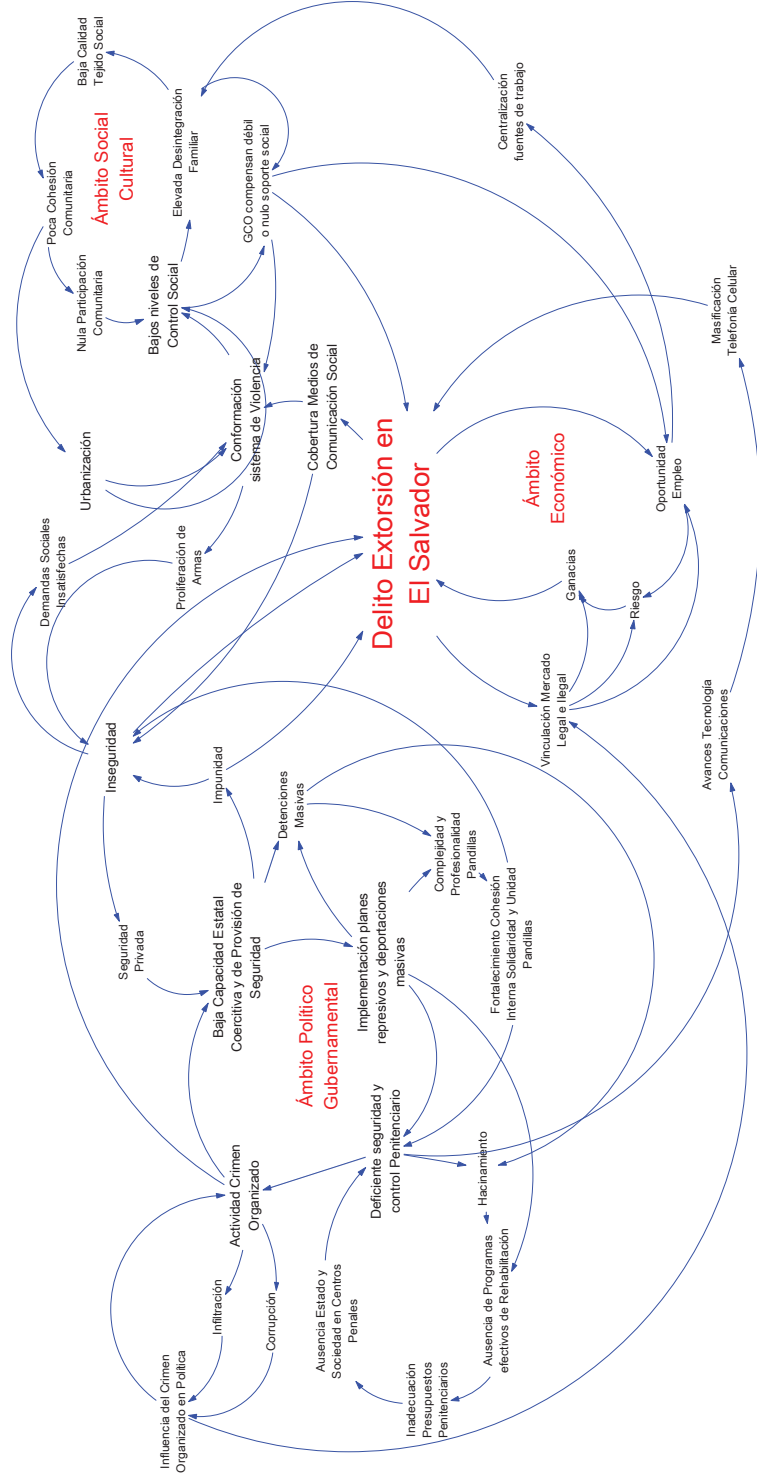 Influencia del Crimen
Organizado en Política
Infiltración
Corrupción
Actividad Crimen
Organizado
Ausencia Estado y
Sociedad en Centros
Penales
Inadecuación
Presupuestos
Penitenciarios
Ausencia de Programas
efectivos de Rehabilitación
Hacinamiento
Deficiente seguridad y
control Penitenciario
Ámbito Político
Gubernamental
Seguridad
Privada
Baja Capacidad Estatal
Coercitiva y de Provisión de
Seguridad
Implementación planes
represivos y deportaciones
masivas
Fortalecimiento Cohesión
Interna Solidaridad y Unidad
Pandillas
Complejidad y
Profesionalidad
Pandillas
Detenciones
Masivas
Impunidad
Inseguridad
Demandas Sociales
Insatisfechas
Proliferación de
Armas
Urbanización
Conformación
sistema de Violencia
Cobertura Medios de
Comunicación Social
Delito Extorsión en
El Salvador
Poca Cohesión
Comunitaria
Nula Participación
Comunitaria
Bajos niveles de
Control Social
Ámbito Social
Cultural
Baja Calidad
Tejido Social
Elevada Desintegración
Familiar
GCO compensan débil
o nulo soporte social
Centralización
fuentes de trabajo
Masificación
Telefonía Celular
Ámbito
Económico
Oportunidad
Empleo
Ganacias
Riesgo
Vinculación Mercado
Legal e Ilegal
Avances Tecnología
Comunicaciones